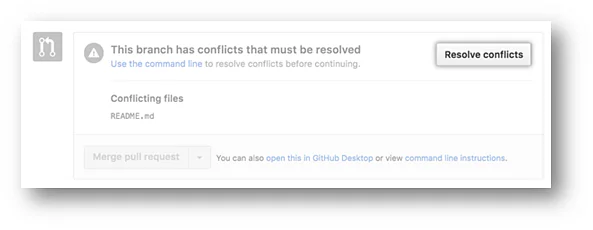 This branch has conflicts that must be resolved
Resolve conflicts
Use the command line to resolve conflicts before continuing.
Conflicting files
README.md
Merge pull request
You can also open this in GitHub Desktop or view command line instructions.